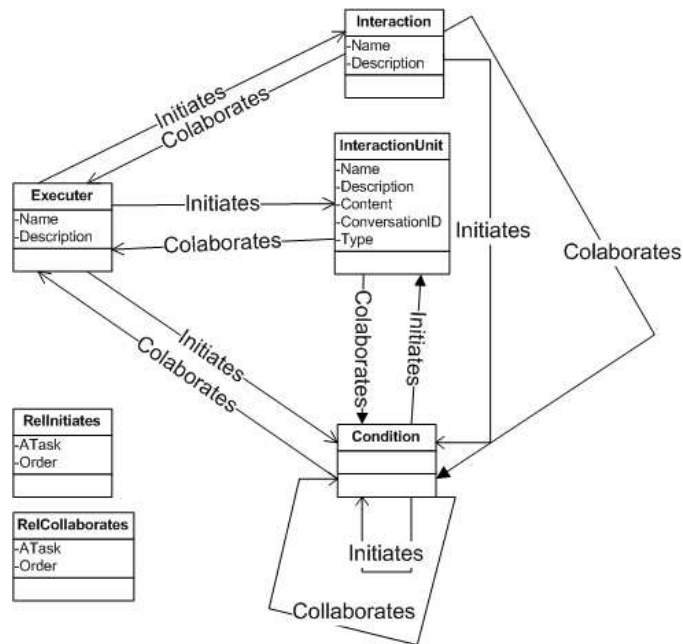 Interaction
-Name
-Description
Initiates
Colaborates
InteractionUnit
-Name
-Description
-Content
-ConversationID
-Type
Executer
-Name
-Description
Initiates
Colaborates
Initiates
Colaborates
Colaborates
Initiates
Initiates
Colaborates
RelInitiates
-ATask
-Order
Condition
RelCollaborates
-ATask
-Order
Initiates
Collaborates